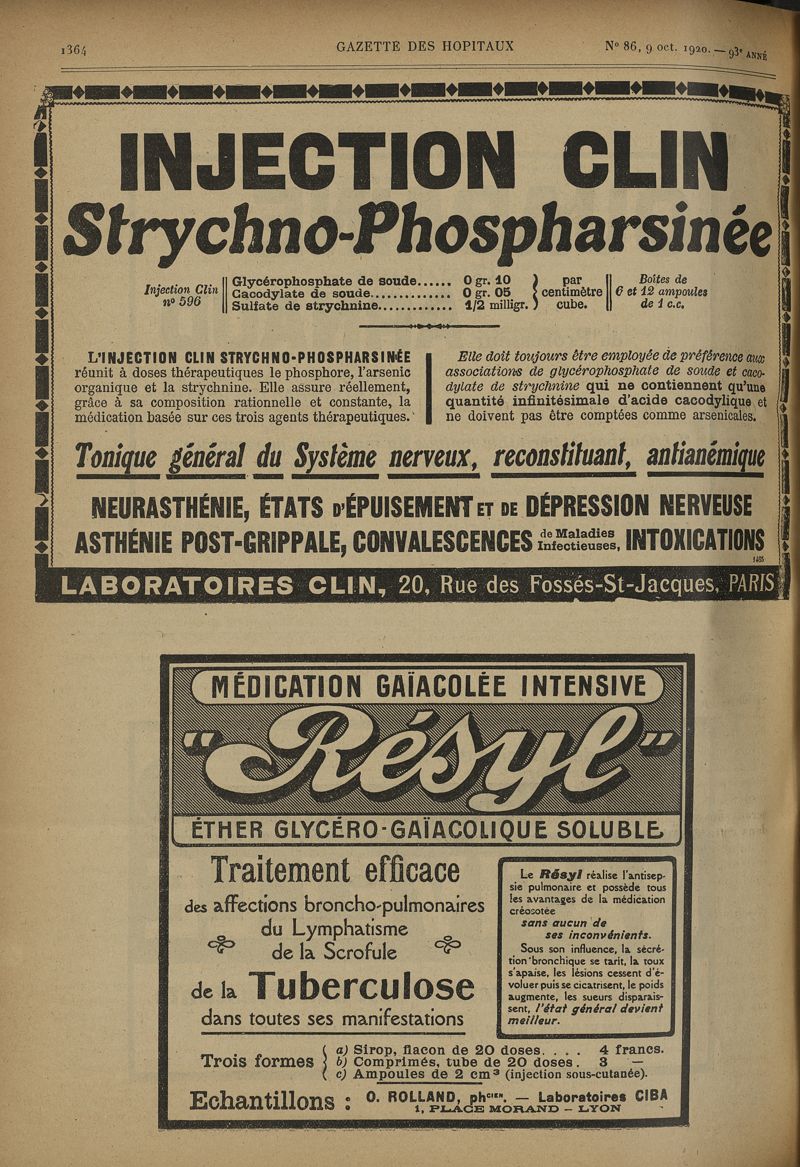 1364 GAZETTE DES HOPITAUX N° 86, 9 oct. 1920. — 93e ANNÉ
INJECTION CLIN
Strychno-Phospharsinée
Injection Clin
n° 596
Glycérophosphate de soude...... 0 gr. 10
Cacodylate de soude.............. 0 gr. 05
Sulfate de strychnine............. 1/2 milligr.
par
centimètre
cube.
Boîtes de
6 et 12 ampoules
de 1 c.c.
L'INJECTION CLIN STRYCHNO-PHOSPHARSINÉE
réunit à doses thérapeutiques le phosphore, l'arsenic
organique et la strychnine. Elle assure réellement,
grâce à sa composition rationnelle et constante, la
médication basée sur ces trois agents thérapeutiques.
Elle doit toujours être employée de préférence aux
associations de glycérophosphate de soude et caco-
dylate de strychnine qui ne contiennent qu'une
quantité infinitésimale d'acide cacodylique et
ne doivent pas être comptées comme arsenicales.
Tonique général du Système nerveux, reconstituant, antianémique
NEURASTHÉNIE, ÉTATS D'ÉPUISEMENT ET DE DÉPRESSION NERVEUSE
ASTHÉNIE POST-GRIPPALE, CONVALESCENCES de Maladies Infectieuses, INTOXICATIONS
LABORATOIRES CLIN, 20, Rue des Fossés-St-Jacques, PARIS
MÉDICATION GAÏACOLÉE INTENSIVE
"Résyl"
ÉTHER GLYCÉRO-GAÏACOLIQUE SOLUBLE
Traitement efficace
des affections broncho-pulmonaires
du Lymphatisme
de la Scrofule
de la Tuberculose
dans toutes ses manifestations
Le Résyl réalise l'antisep-
sie pulmonaire et possède tous
les avantages de la médication
créosotée
sans aucun de
ses inconvénients.
Sous son influence, la sécré-
tion bronchique se tarit, la toux
s'apaise, les lésions cessent d'é-
voluer puis se cicatrisent, le poids
augmente, les sueurs disparais-
sent, l'état général devient
meilleur.
Trois formes
a) Sirop, flacon de 20 doses. . . . 4 francs.
b) Comprimés, tube de 20 doses. 3 —
c) Ampoules de 2 cm³ (injection sous-cutanée).
Echantillons : O. ROLLAND, phcien. — Laboratoires CIBA
1, PLACE MORAND – LYON